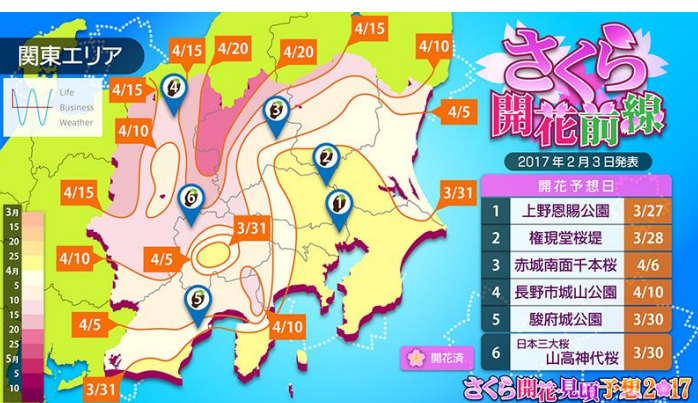 関東エリア
Life
Business
Weather
4/15
4/20
4/20
4/15
4/10
4/15
4/10
4/5
4/15
3/31
3/31
4/10
4/5
4/5
4/10
3/31
1
2
3
4
5
6
3月
15
20
25
4月
5
10
15
20
25
5月
5
10
さくら
開花前線
2017年2月3日発表
開花予想日
1 上野恩賜公園 3/27
2 権現堂桜堤 3/28
3 赤城南面千本桜 4/6
4 長野市城山公園 4/10
5 駿府城公園 3/30
6 日本三大桜
山高神代桜 3/30
開花済
さくら開花見頃予想2017